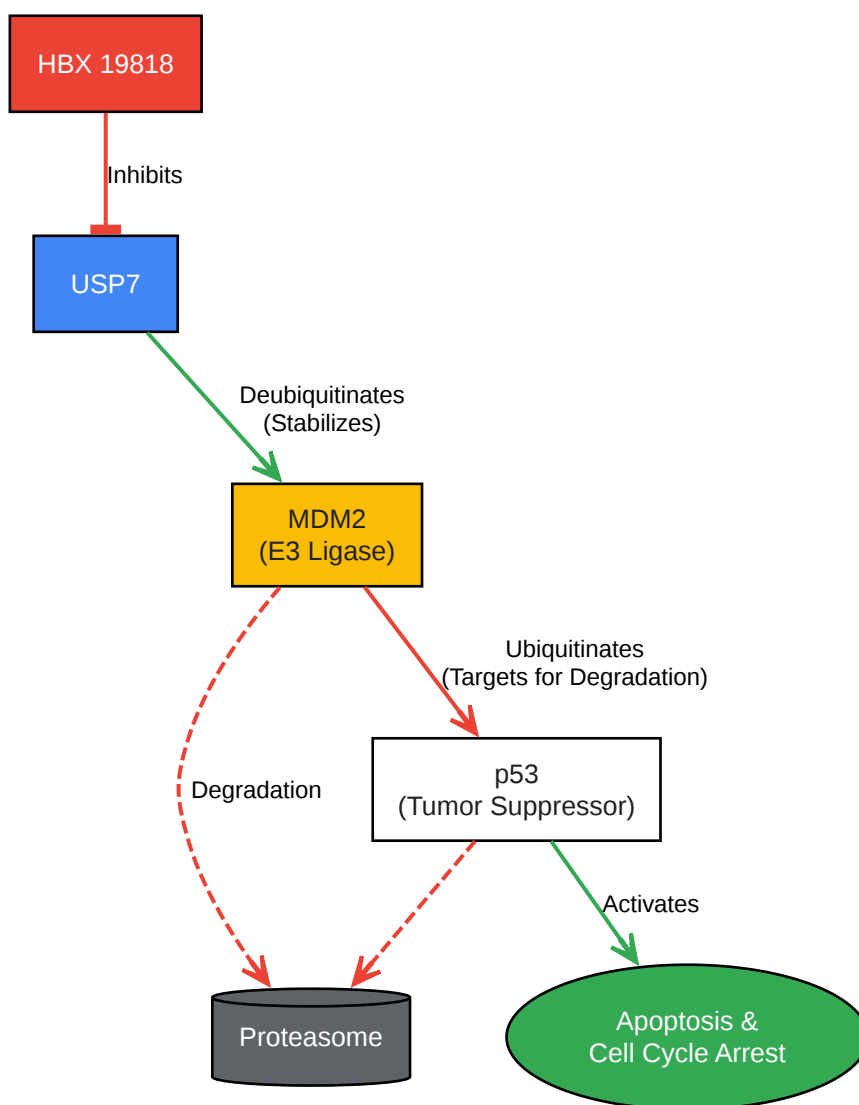 HBX 19818
Inhibits
USP7
Deubiquitinates
(Stabilizes)
MDM2
(E3 Ligase)
Ubiquitinates
(Targets for Degradation)
p53
(Tumor Suppressor)
Degradation
Activates
Proteasome
Apoptosis &
Cell Cycle Arrest